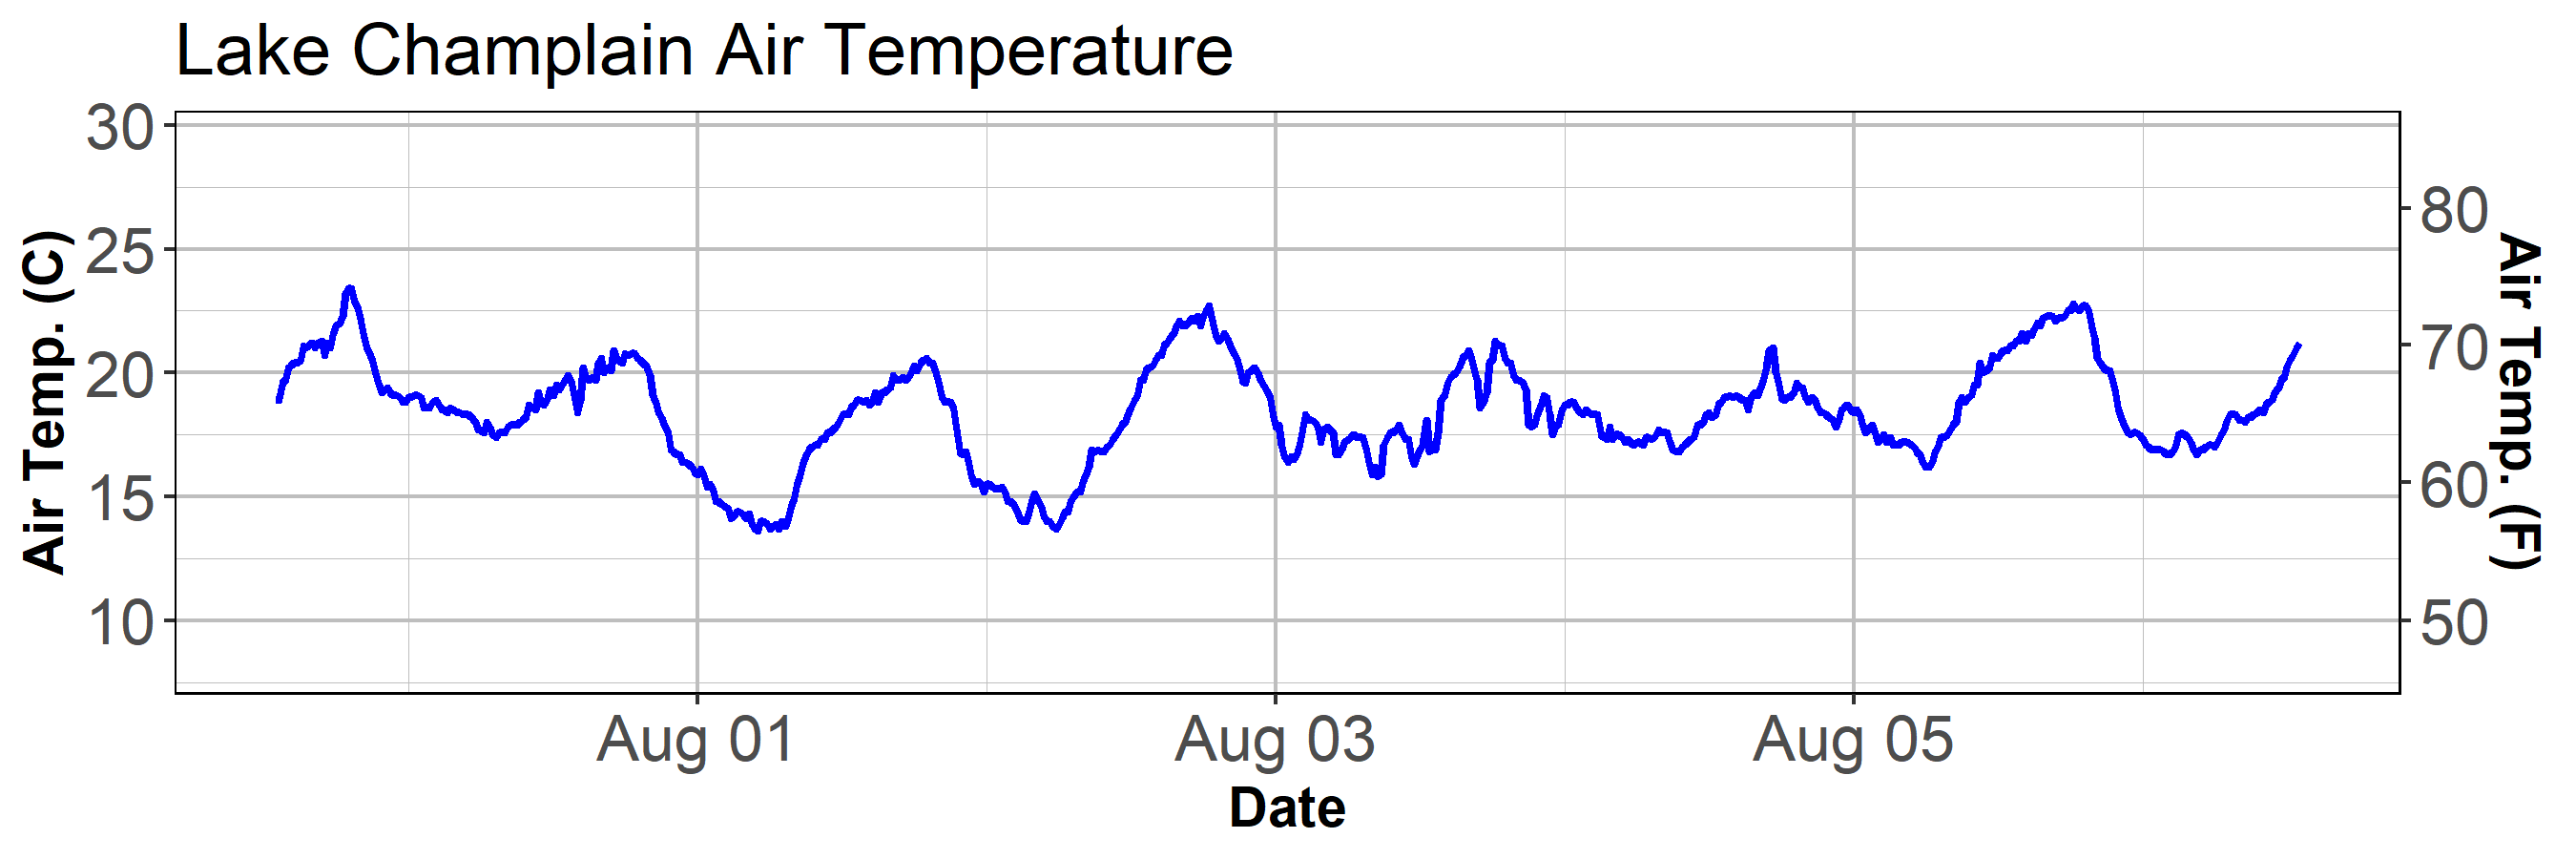 Lake Champlain Air Temperature
30
25
20
15
10
Air Temp. (C)
80
70
60
50
Air Temp. (F)
Aug 01
Aug 03
Aug 05
Date